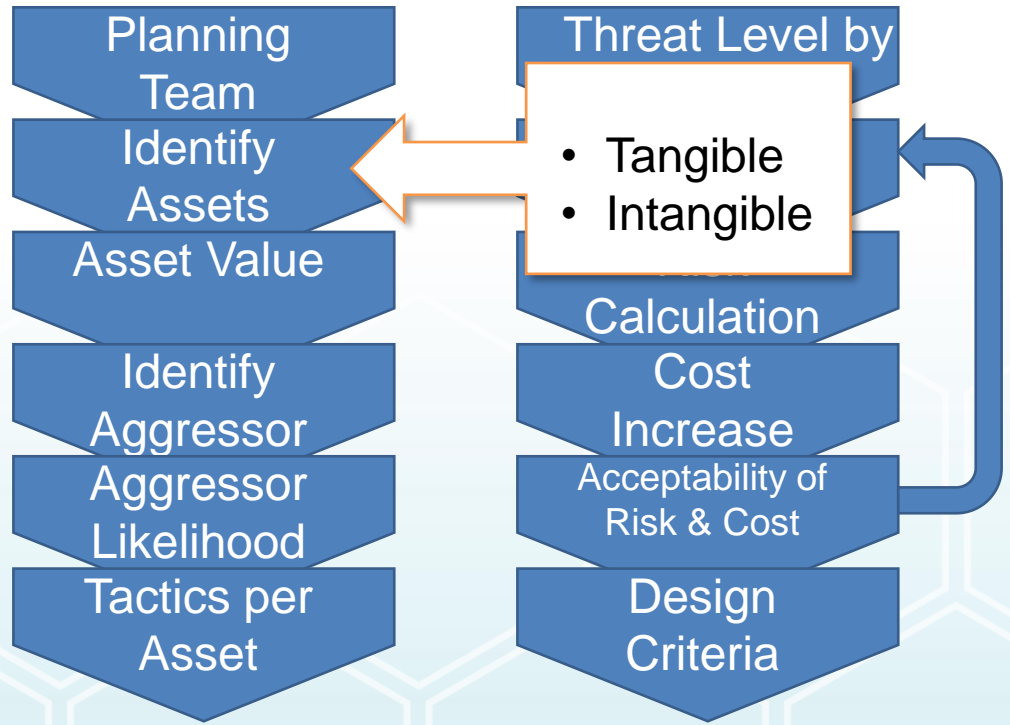 Planning
Team
Identify
Assets
Asset Value
Identify
Aggressor
Aggressor
Likelihood
Tactics per
Asset
Threat Level by
• Tangible
• Intangible
Calculation
Cost
Increase
Acceptability of
Risk & Cost
Design
Criteria